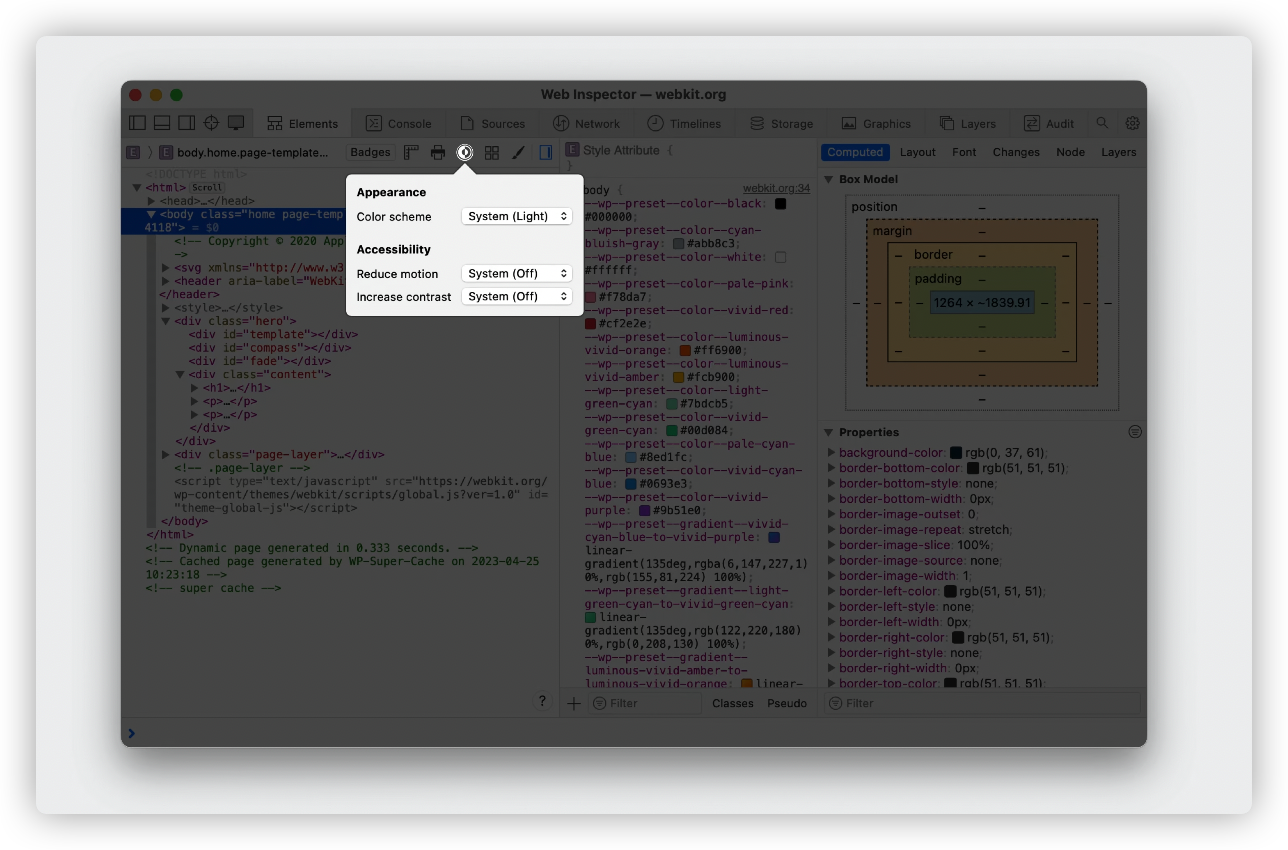 Web Inspector — webkit.org
Elements
Console
Sources
Network
Timelines
Storage
Graphics
Layers
Audit
E
E body.home.page-template...
Badges
<!DOCTYPE html>
<html> Scroll
<head>…</head>
<body class="home page-temp
4118"> = $0
<!-- Copyright © 2020 App
->
<svg xmlns="http://www.w3
<header aria-label="WebKi
</header>
<style>…</style>
<div class="hero">
<div id="template"></div>
<div id="compass"></div>
<div id="fade"></div>
<div class="content">
<h1>…</h1>
<p>…</p>
<p>…</p>
</div>
</div>
<div class="page-layer">…</div>
<!-- .page-layer -->
<script type="text/javascript" src="https://webkit.org/
wp-content/themes/webkit/scripts/global.js?ver=1.0" id=
"theme-global-js"></script>
</body>
</html>
<!-- Dynamic page generated in 0.333 seconds. -->
<!-- Cached page generated by WP-Super-Cache on 2023-04-25
10:23:18 -->
<!-- super cache -->
?
Appearance
Color scheme System (Light)
Accessibility
Reduce motion System (Off)
Increase contrast System (Off)
E Style Attribute {
}
body { webkit.org:34
--wp--preset--color--black:
#000000;
--wp--preset--color--cyan-
bluish-gray: #abb8c3;
--wp--preset--color--white:
#ffffff;
--wp--preset--color--pale-pink:
#f78da7;
--wp--preset--color--vivid-red:
#cf2e2e;
--wp--preset--color--luminous-
vivid-orange: #ff6900;
--wp--preset--color--luminous-
vivid-amber: #fcb900;
--wp--preset--color--light-
green-cyan: #7bdcb5;
--wp--preset--color--vivid-
green-cyan: #00d084;
--wp--preset--color--pale-cyan-
blue: #8ed1fc;
--wp--preset--color--vivid-cyan-
blue: #0693e3;
--wp--preset--color--vivid-
purple: #9b51e0;
--wp--preset--gradient--vivid-
cyan-blue-to-vivid-purple:
linear-
gradient(135deg,rgba(6,147,227,1)
0%,rgb(155,81,224) 100%);
--wp--preset--gradient--light-
green-cyan-to-vivid-green-cyan:
linear-
gradient(135deg,rgb(122,220,180)
0%,rgb(0,208,130) 100%);
--wp--preset--gradient--
luminous-vivid-amber-to-
luminous-vivid-orange: linear-
Filter
Classes
Pseudo
Computed
Layout
Font
Changes
Node
Layers
Box Model
position –
margin –
– border – –
padding –
– – – – 1264 × ~1839.91 – – – –
–
– – –
–
–
Properties
background-color: rgb(0, 37, 61);
border-bottom-color: rgb(51, 51, 51);
border-bottom-style: none;
border-bottom-width: 0px;
border-image-outset: 0;
border-image-repeat: stretch;
border-image-slice: 100%;
border-image-source: none;
border-image-width: 1;
border-left-color: rgb(51, 51, 51);
border-left-style: none;
border-left-width: 0px;
border-right-color: rgb(51, 51, 51);
border-right-style: none;
border-right-width: 0px;
border-top-color: rgb(51, 51, 51);
Filter